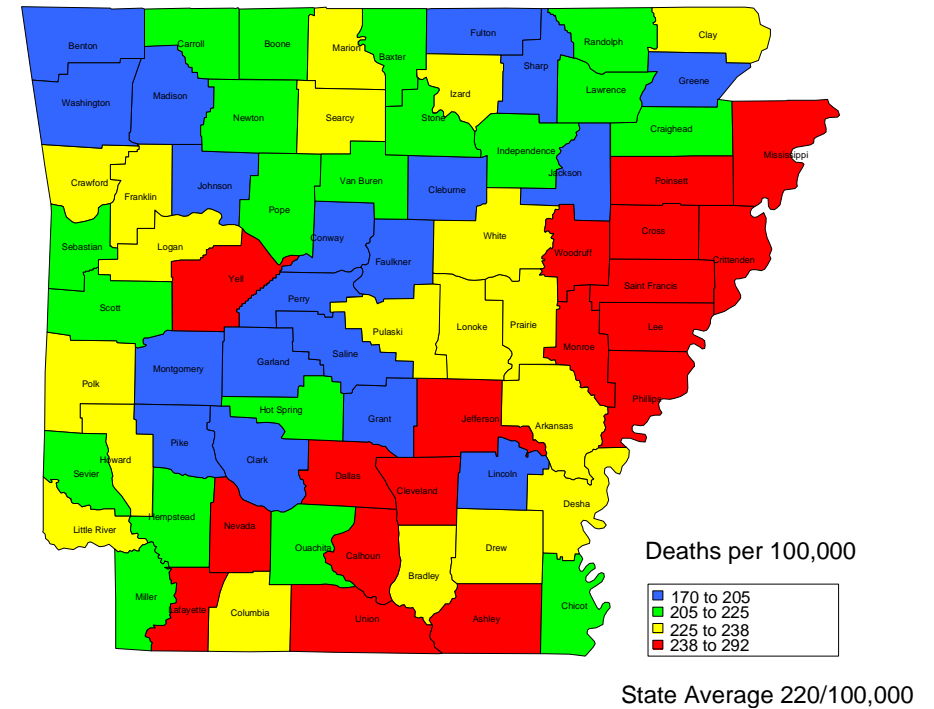 Benton
Carroll
Boone
Marion
Baxter
Fulton
Sharp
Randolph
Clay
Washington
Madison
Newton
Searcy
Stone
Izard
Lawrence
Greene
Independence
Craighead
Mississippi
Crawford
Franklin
Johnson
Pope
Van Buren
Cleburne
Jackson
Poinsett
Sebastian
Logan
Yell
Conway
Faulkner
White
Woodruff
Cross
Crittenden
Scott
Perry
Pulaski
Lonoke
Prairie
Saint Francis
Lee
Monroe
Phillips
Polk
Montgomery
Garland
Saline
Hot Spring
Grant
Jefferson
Arkansas
Howard
Sevier
Pike
Clark
Dallas
Cleveland
Lincoln
Desha
Little River
Hempstead
Nevada
Ouachita
Calhoun
Bradley
Drew
Miller
Lafayette
Columbia
Union
Ashley
Chicot
Deaths per 100,000
170 to 205
205 to 225
225 to 238
238 to 292
State Average 220/100,000